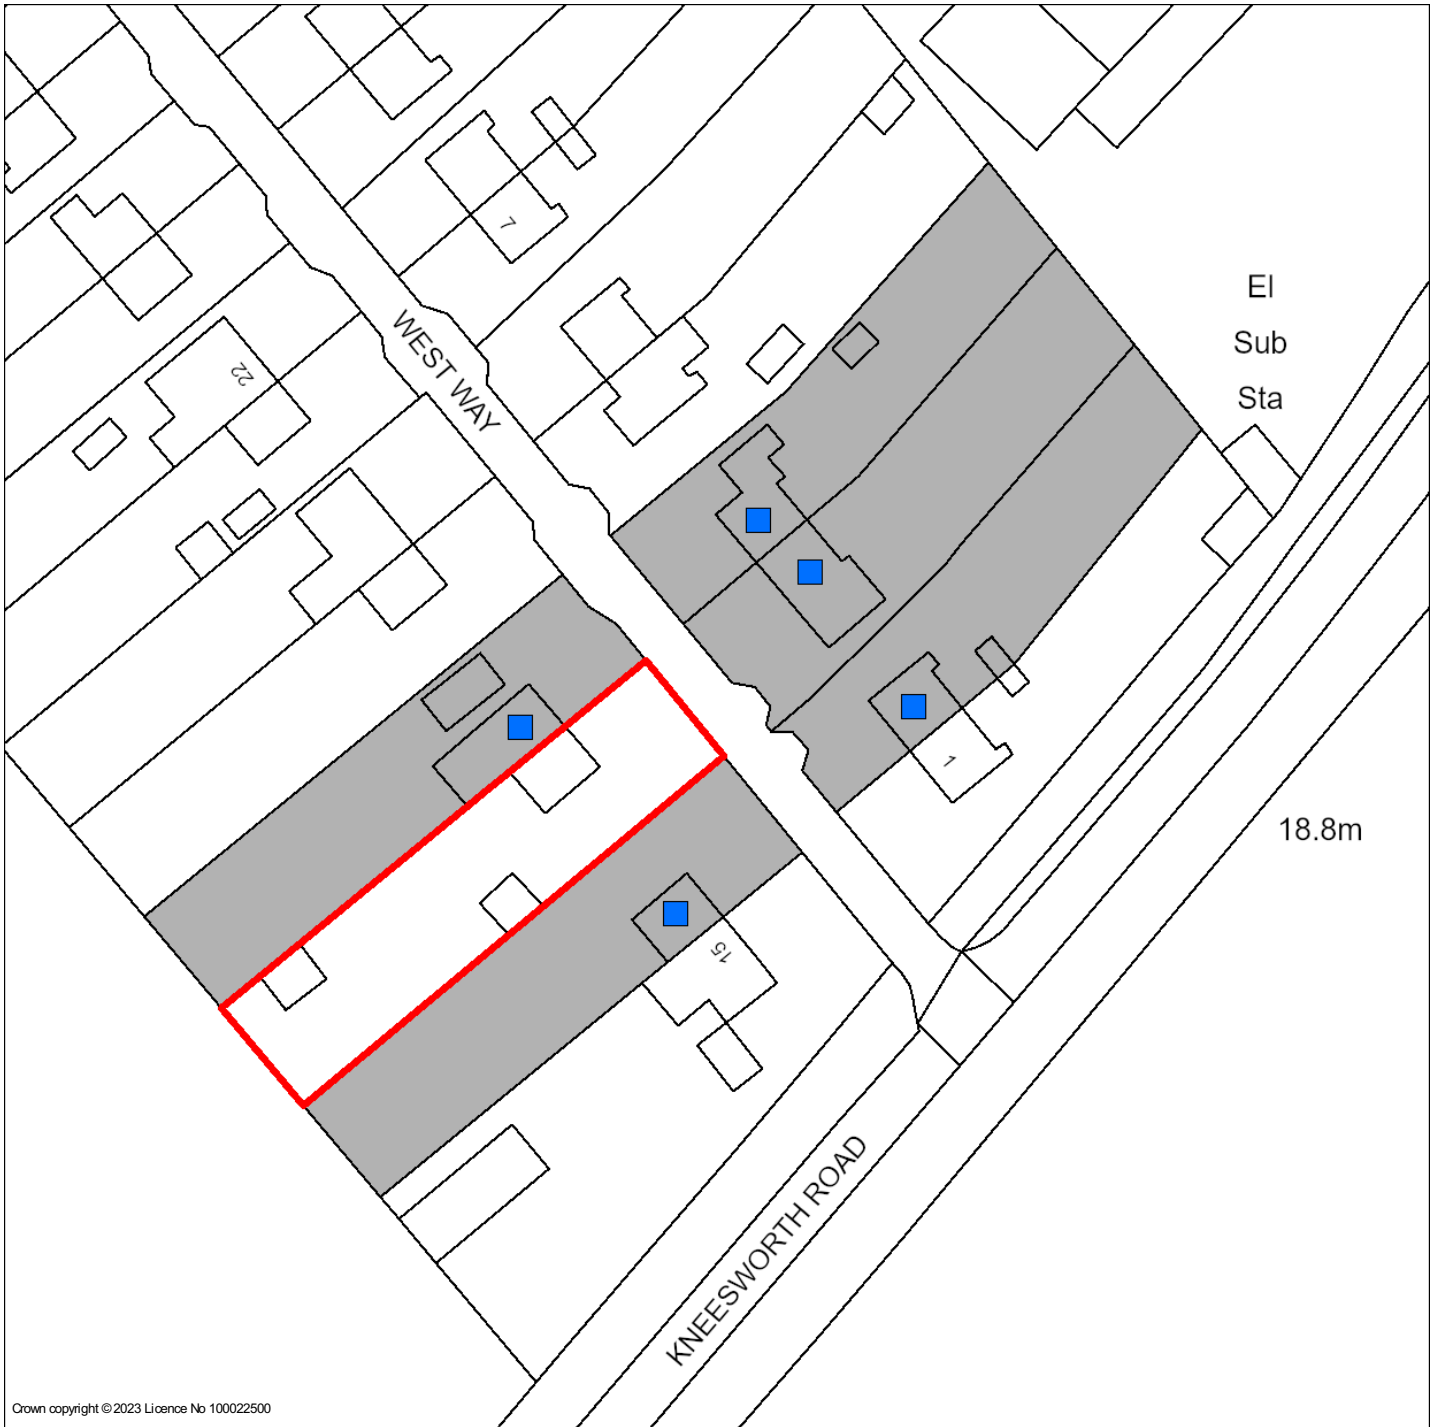 7
El
Sub
Sta
WEST WAY
22
1
18.8m
15
KNEESWORTH ROAD
Crown copyright © 2023 Licence No 100022500